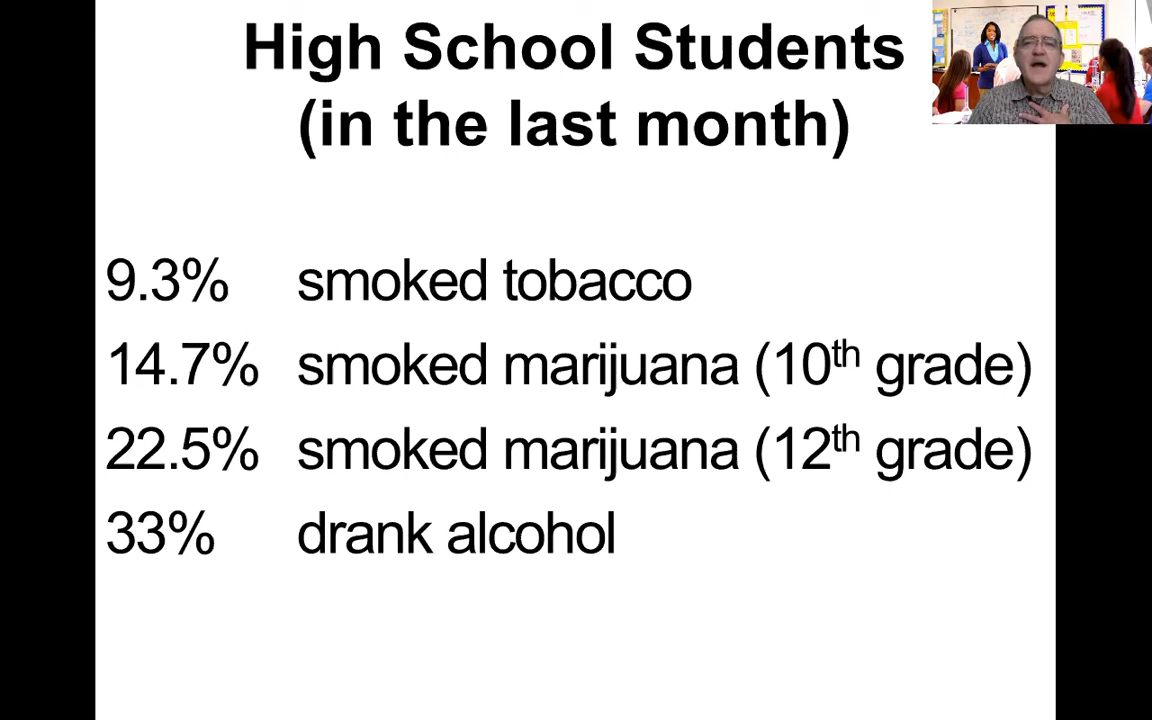 High School Students
(in the last month)
9.3% smoked tobacco
14.7% smoked marijuana (10th grade)
22.5% smoked marijuana (12th grade)
33% drank alcohol